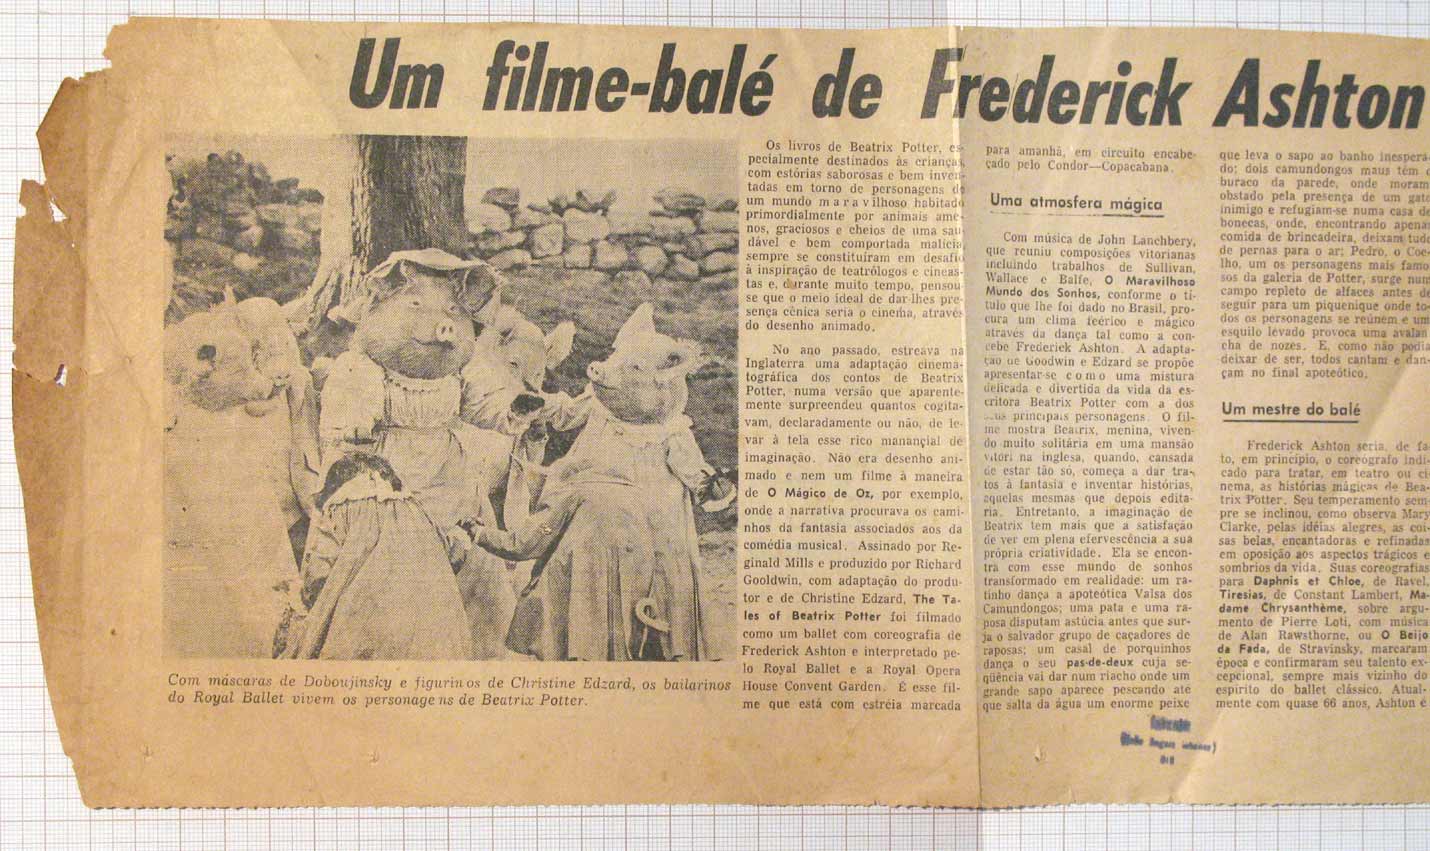 Um filme-balé de Frederick Ashton
Com máscaras de Doboujinsky e figurinos de Christine Edzard, os bailarinos
do Royal Ballet vivem os personagens de Beatrix Potter.
Os livros de Beatrix Potter, es-
pecialmente destinados às crianças,
com estórias saborosas e bem inven-
tadas em torno de personagens de
um mundo maravilhoso habitado
primordialmente por animais ame-
nos, graciosos e cheios de uma sau-
dável e bem comportada malícia,
sempre se constituíram em desafio
à inspiração de teatrólogos e cineas-
tas e, durante muito tempo, pensou-
se que o meio ideal de dar-lhes pre-
sença cênica seria o cinema, através
do desenho animado.
No ano passado, estreava na
Inglaterra uma adaptação cinema-
tográfica dos contos de Beatrix
Potter, numa versão que aparente-
mente surpreendeu quantos cogita-
vam, declaradamente ou não, de le-
var à tela esse rico manancial de
imaginação. Não era desenho ani-
mado e nem um filme à maneira
de O Mágico de Oz, por exemplo,
onde a narrativa procurava os cami-
nhos da fantasia associados aos da
comédia musical. Assinado por Re-
ginald Mills e produzido por Richard
Gooldwin, com adaptação do produ-
tor e de Christine Edzard, The Ta-
les of Beatrix Potter foi filmado
como um ballet com coreografia de
Frederick Ashton e interpretado pe-
lo Royal Ballet e a Royal Opera
House Convent Garden. É esse fil-
me que está com estréia marcada
para amanhã, em circuito encabe-
çado pelo Condor—Copacabana.
Uma atmosfera mágica
Com música de John Lanchbery,
que reuniu composições vitorianas
incluindo trabalhos de Sullivan,
Wallace e Balfe, O Maravilhoso
Mundo dos Sonhos, conforme o tí-
tulo que lhe foi dado no Brasil, pro-
cura um clima feérico e mágico
através da dança tal como a con-
cebe Frederick Ashton. A adapta-
ção de Goodwin e Edzard se propõe
apresentar-se como uma mistura
delicada e divertida da vida da es-
critora Beatrix Potter com a dos
seus principais personagens. O fil-
me mostra Beatrix, menina, viven-
do muito solitária em uma mansão
vitori na inglesa, quando, cansada
de estar tão só, começa a dar tra-
tos à fantasia e inventar histórias,
aquelas mesmas que depois edita-
ria. Entretanto, a imaginação de
Beatrix tem mais que a satisfação
de ver em plena efervescência a sua
própria criatividade. Ela se encon-
tra com esse mundo de sonhos
transformado em realidade: um ra-
tinho dança a apoteótica Valsa dos
Camundongos; uma pata e uma ra-
posa disputam astúcia antes que sur-
ja o salvador grupo de caçadores de
raposas; um casal de porquinhos
dança o seu pas-de-deux cuja se-
qüência vai dar num riacho onde um
grande sapo aparece pescando até
que salta da água um enorme peixe
que leva o sapo ao banho inespera-
do; dois camundongos maus têm o
buraco da parede, onde moram,
obstado pela presença de um gato
inimigo e refugiam-se numa casa de
bonecas, onde, encontrando apenas
comida de brincadeira, deixam tudo
de pernas para o ar; Pedro, o Coe-
lho, um os personagens mais famo-
sos da galeria de Potter, surge num
campo repleto de alfaces antes de
seguir para um piquenique onde to-
dos os personagens se reúnem e um
esquilo levado provoca uma avalan-
cha de nozes. E, como não podia
deixar de ser, todos cantam e dan-
çam no final apoteótico.
Um mestre do balé
Frederick Ashton seria, de fa-
to, em princípio, o coreografo indi-
cado para tratar, em teatro ou ci-
nema, as histórias mágicas de Bea-
trix Potter. Seu temperamento sem-
pre se inclinou, como observa Mary
Clarke, pelas idéias alegres, as coi-
sas belas, encantadoras e refinadas
em oposição aos aspectos trágicos e
sombrios da vida. Suas coreografias
para Daphnis et Chloe, de Ravel,
Tiresias, de Constant Lambert, Ma-
dame Chrysanthème, sobre argu-
mento de Pierre Loti, com música
de Alan Rawsthorne, ou O Beijo
da Fada, de Stravinsky, marcaram
época e confirmaram seu talento ex-
cepcional, sempre mais vizinho do
espírito do ballet clássico. Atual-
mente com quase 66 anos, Ashton é